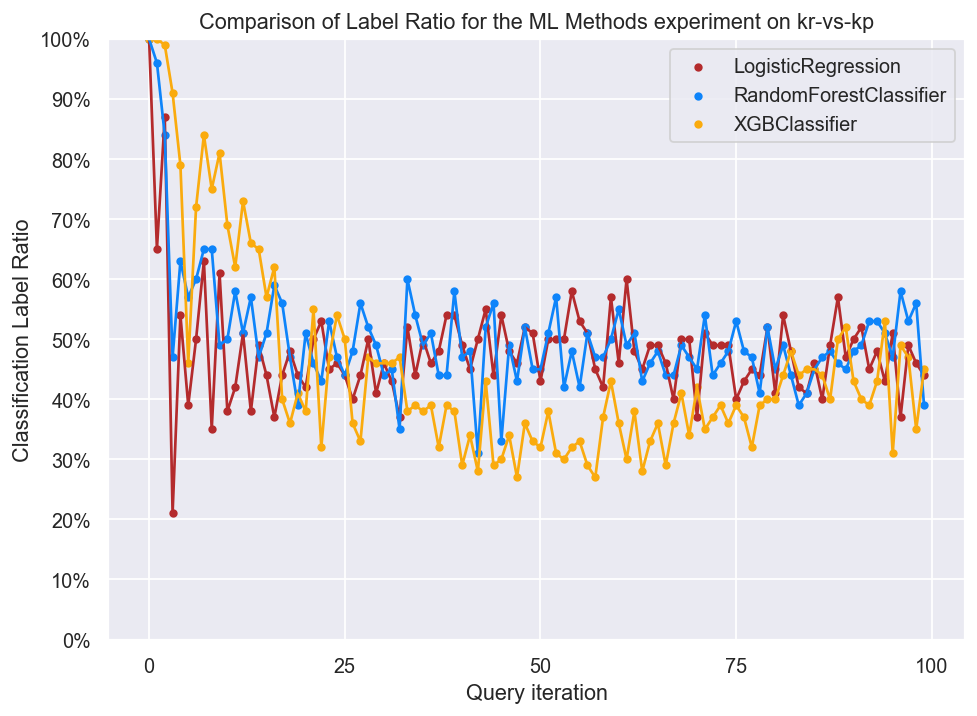 Comparison of Label Ratio for the ML Methods experiment on kr-vs-kp
100%
90%
80%
70%
60%
50%
40%
30%
20%
10%
0%
Classification Label Ratio
LogisticRegression
RandomForestClassifier
XGBClassifier
0
25
50
75
100
Query iteration